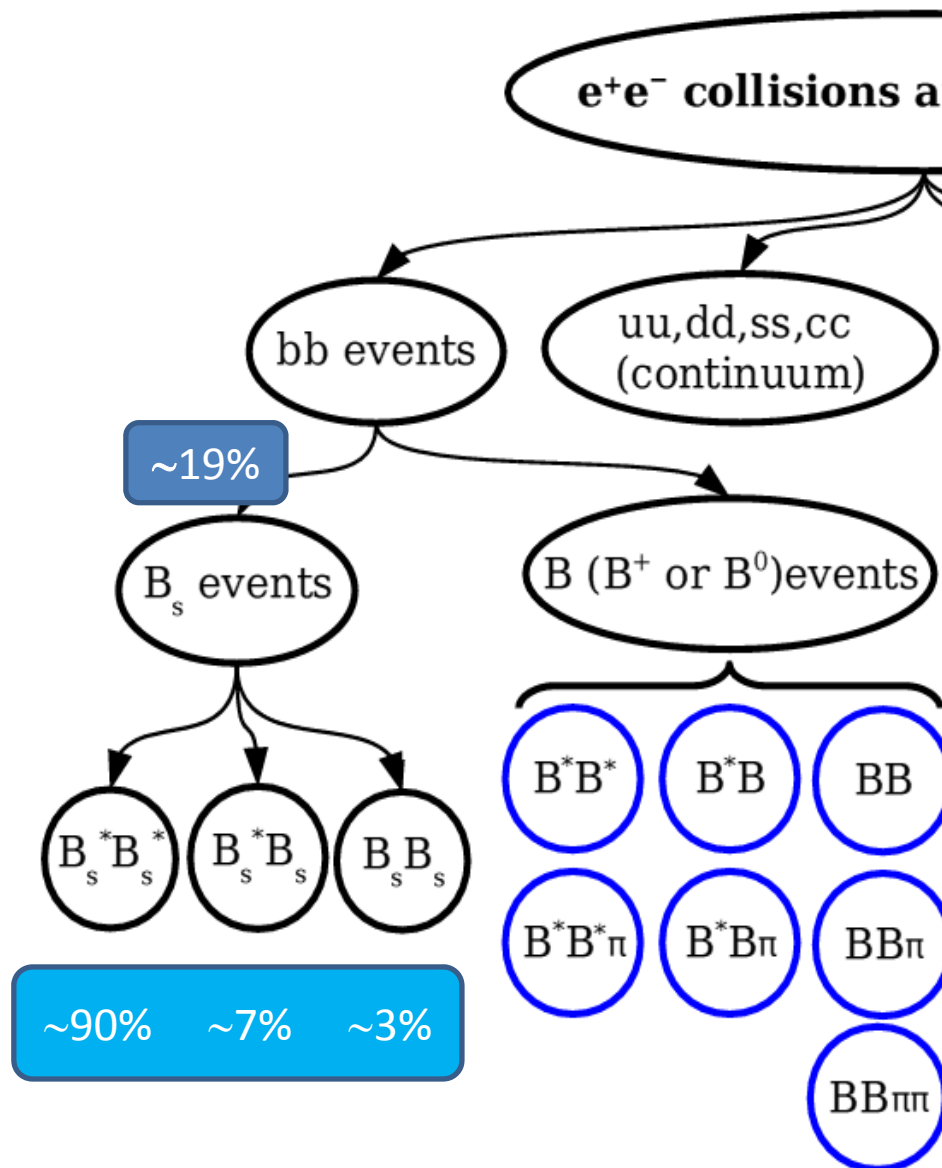 e⁺e⁻ collisions a
bb events
uu,dd,ss,cc
(continuum)
~19%
Bₛ events
B (B⁺ or B⁰)events
Bₛ*Bₛ*
Bₛ*Bₛ
BₛBₛ
B*B*
B*B
BB
B*B*π
B*Bπ
BBπ
~90% ~7% ~3%
BBππ